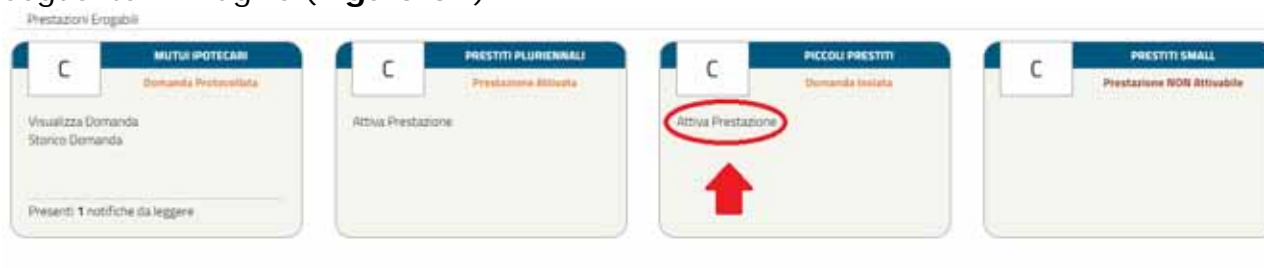 Prestazioni Erogabili
C
MUTUI IPOTECARI
Domanda Protocollata
Visualizza Domanda
Storico Domanda
Presenti 1 notifiche da leggere
C
PRESTITI PLURIENNALI
Prestazione Attivata
Attiva Prestazione
C
PICCOLI PRESTITI
Domanda Inviata
Attiva Prestazione
C
PRESTITI SMALL
Prestazione NON Attivabile